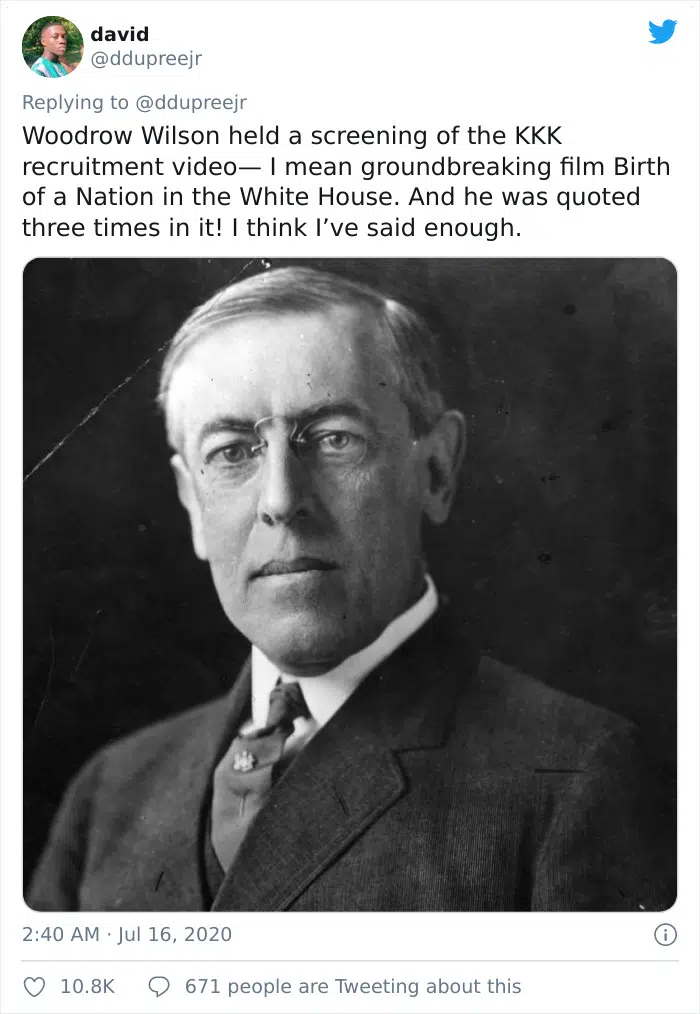 david
@ddupreejr
Replying to @ddupreejr
Woodrow Wilson held a screening of the KKK
recruitment video— I mean groundbreaking film Birth
of a Nation in the White House. And he was quoted
three times in it! I think I’ve said enough.
2:40 AM · Jul 16, 2020
10.8K
671 people are Tweeting about this